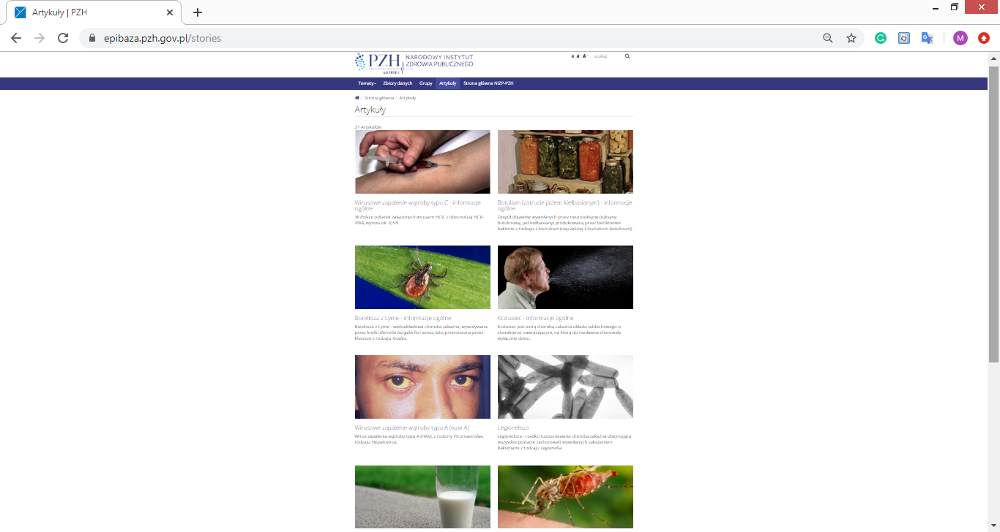 Artykuły | PZH
epibaza.pzh.gov.pl/stories
M
PZH NARODOWY INSTYTUT
ZDROWIA PUBLICZNEGO
od 1918 r.
A A- A+ szukaj
Tematy Zbiory danych Grupy Artykuły Strona główna NIZP-PZH
/ Strona główna / Artykuły
Artykuły
21 Artykułów
Wirusowe zapalenie wątroby typu C - informacje
ogólne
W Polsce odsetek zakażonych wirusem HCV, z obecnością HCV-
RNA, wynosi ok. 0,5%
Botulizm (zatrucie jadem kiełbasianym) - informacje
ogólne
Zespół objawów wywołanych przez neurotoksynę (toksynę
botulinową, jad kiełbasiany) produkowaną przez beztlenowe
bakterie z rodzaju Clostridium (najczęściej Clostridium botulinum).
Borelioza z Lyme - informacje ogólne
Borelioza z Lyme - wieloukładowa choroba zakaźna, wywoływana
przez krętki Borrelia burgdorferi sensu lato, przenoszona przez
kleszcze z rodzaju Ixodes.
Krztusiec - informacje ogólne
Krztusiec jest ostrą chorobą zakaźną układu oddechowego o
charakterze nawracającym, na którą do niedawna chorowały
wyłącznie dzieci.
Wirusowe zapalenie wątroby typu A (wzw A)
Wirus zapalenia wątroby typu A (HAV), z rodziny Picornaviridae,
rodzaju Hepatovirus.
Legioneloza
Legioneloza - rzadko rozpoznawana choroba zakaźna obejmująca
wszystkie postacie zachorowań wywołanych zakażeniem
bakteriami z rodzaju Legionella.